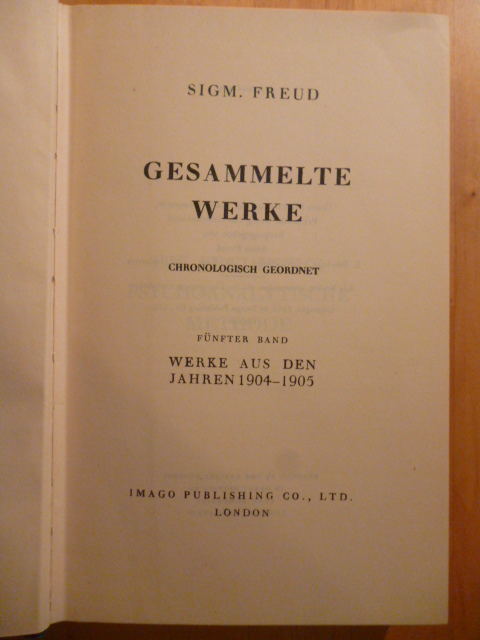 SIGM. FREUD
GESAMMELTE
WERKE
CHRONOLOGISCH GEORDNET
FÜNFTER BAND
WERKE AUS DEN
JAHREN 1904–1905
IMAGO PUBLISHING CO., LTD.
LONDON